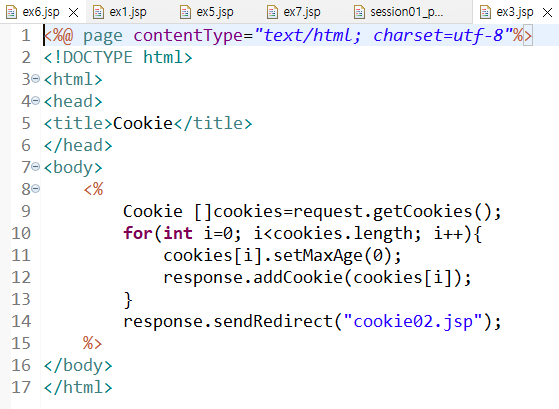 ex6.jsp ex1.jsp ex5.jsp ex7.jsp session01_p... ex3.jsp
1 <%@ page contentType="text/html; charset=utf-8"%>
2 <!DOCTYPE html>
3 <html>
4 <head>
5 <title>Cookie</title>
6 </head>
7 <body>
8 <%
9 Cookie []cookies=request.getCookies();
10 for(int i=0; i<cookies.length; i++){
11 cookies[i].setMaxAge(0);
12 response.addCookie(cookies[i]);
13 }
14 response.sendRedirect("cookie02.jsp");
15 %>
16 </body>
17 </html>